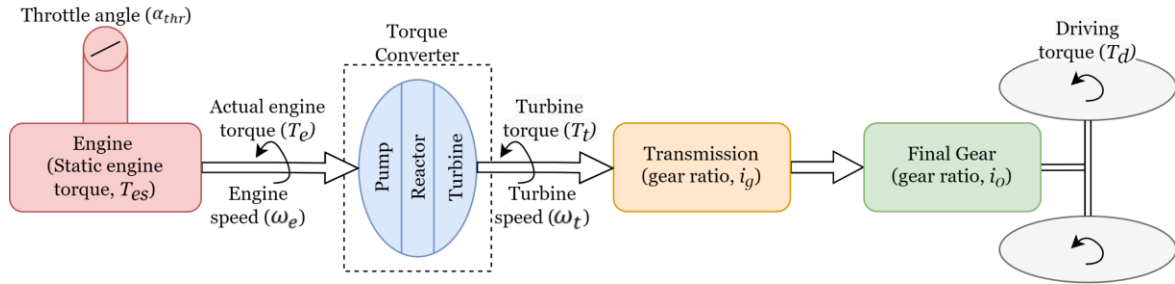 Throttle angle (α_thr)
Engine
(Static engine
torque, T_es)
Actual engine
torque (T_e)
Engine
speed (ω_e)
Torque
Converter
Pump
Reactor
Turbine
Turbine
torque (T_t)
Turbine
speed (ω_t)
Transmission
(gear ratio, i_g)
Final Gear
(gear ratio, i_0)
Driving
torque (T_d)